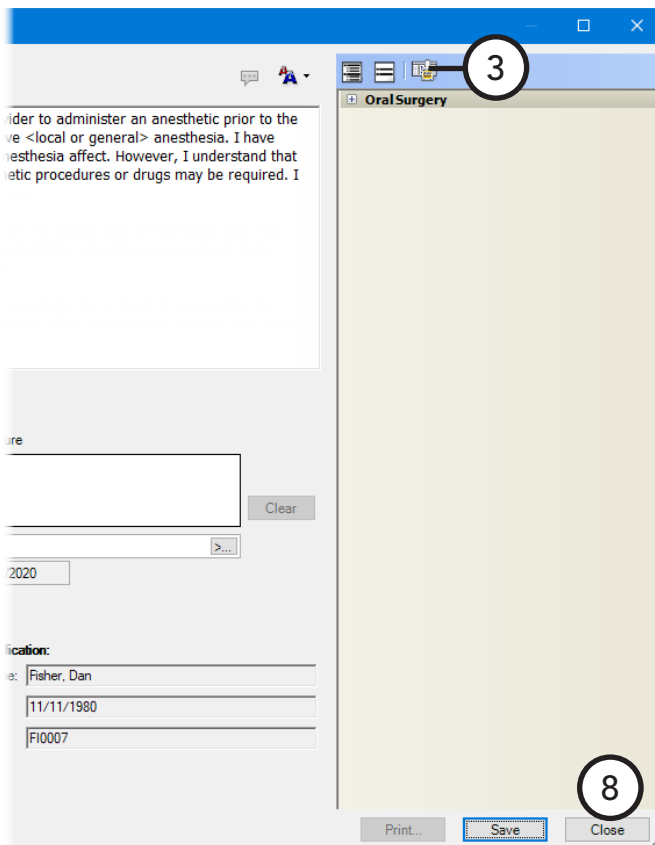 3
Oral Surgery
ider to administer an anesthetic prior to the
ve <local or general> anesthesia. I have
nesthesia affect. However, I understand that
etic procedures or drugs may be required. I
ure
Clear
>...
/2020
ication:
e: Fisher, Dan
11/11/1980
FI0007
8
Print... Save Close